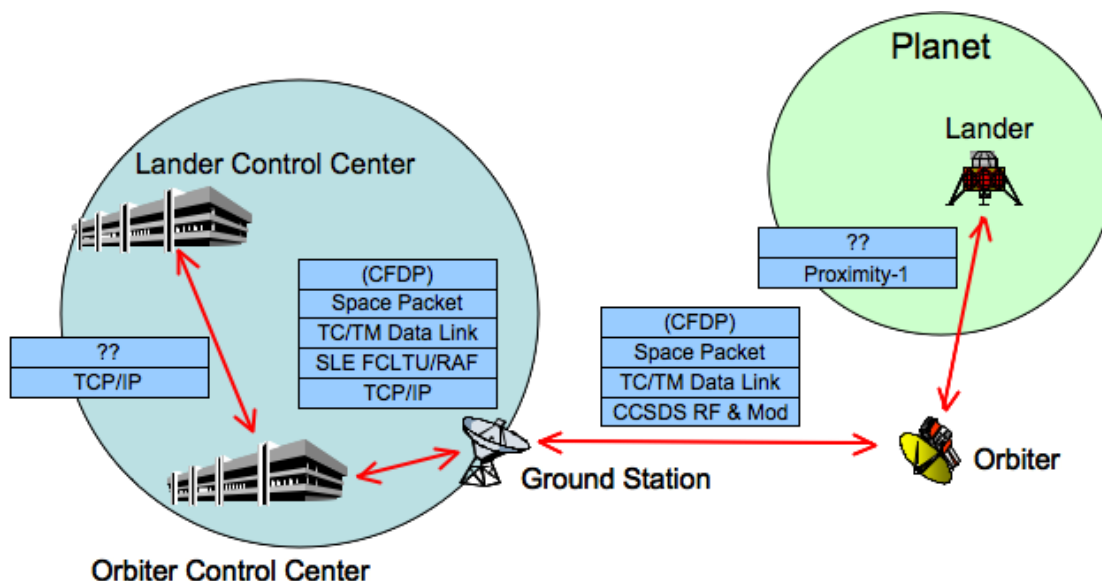 Planet
Lander
Lander Control Center
??
Proximity-1
(CFDP)
Space Packet
TC/TM Data Link
SLE FCLTU/RAF
TCP/IP
(CFDP)
Space Packet
TC/TM Data Link
CCSDS RF & Mod
??
TCP/IP
Ground Station
Orbiter
Orbiter Control Center